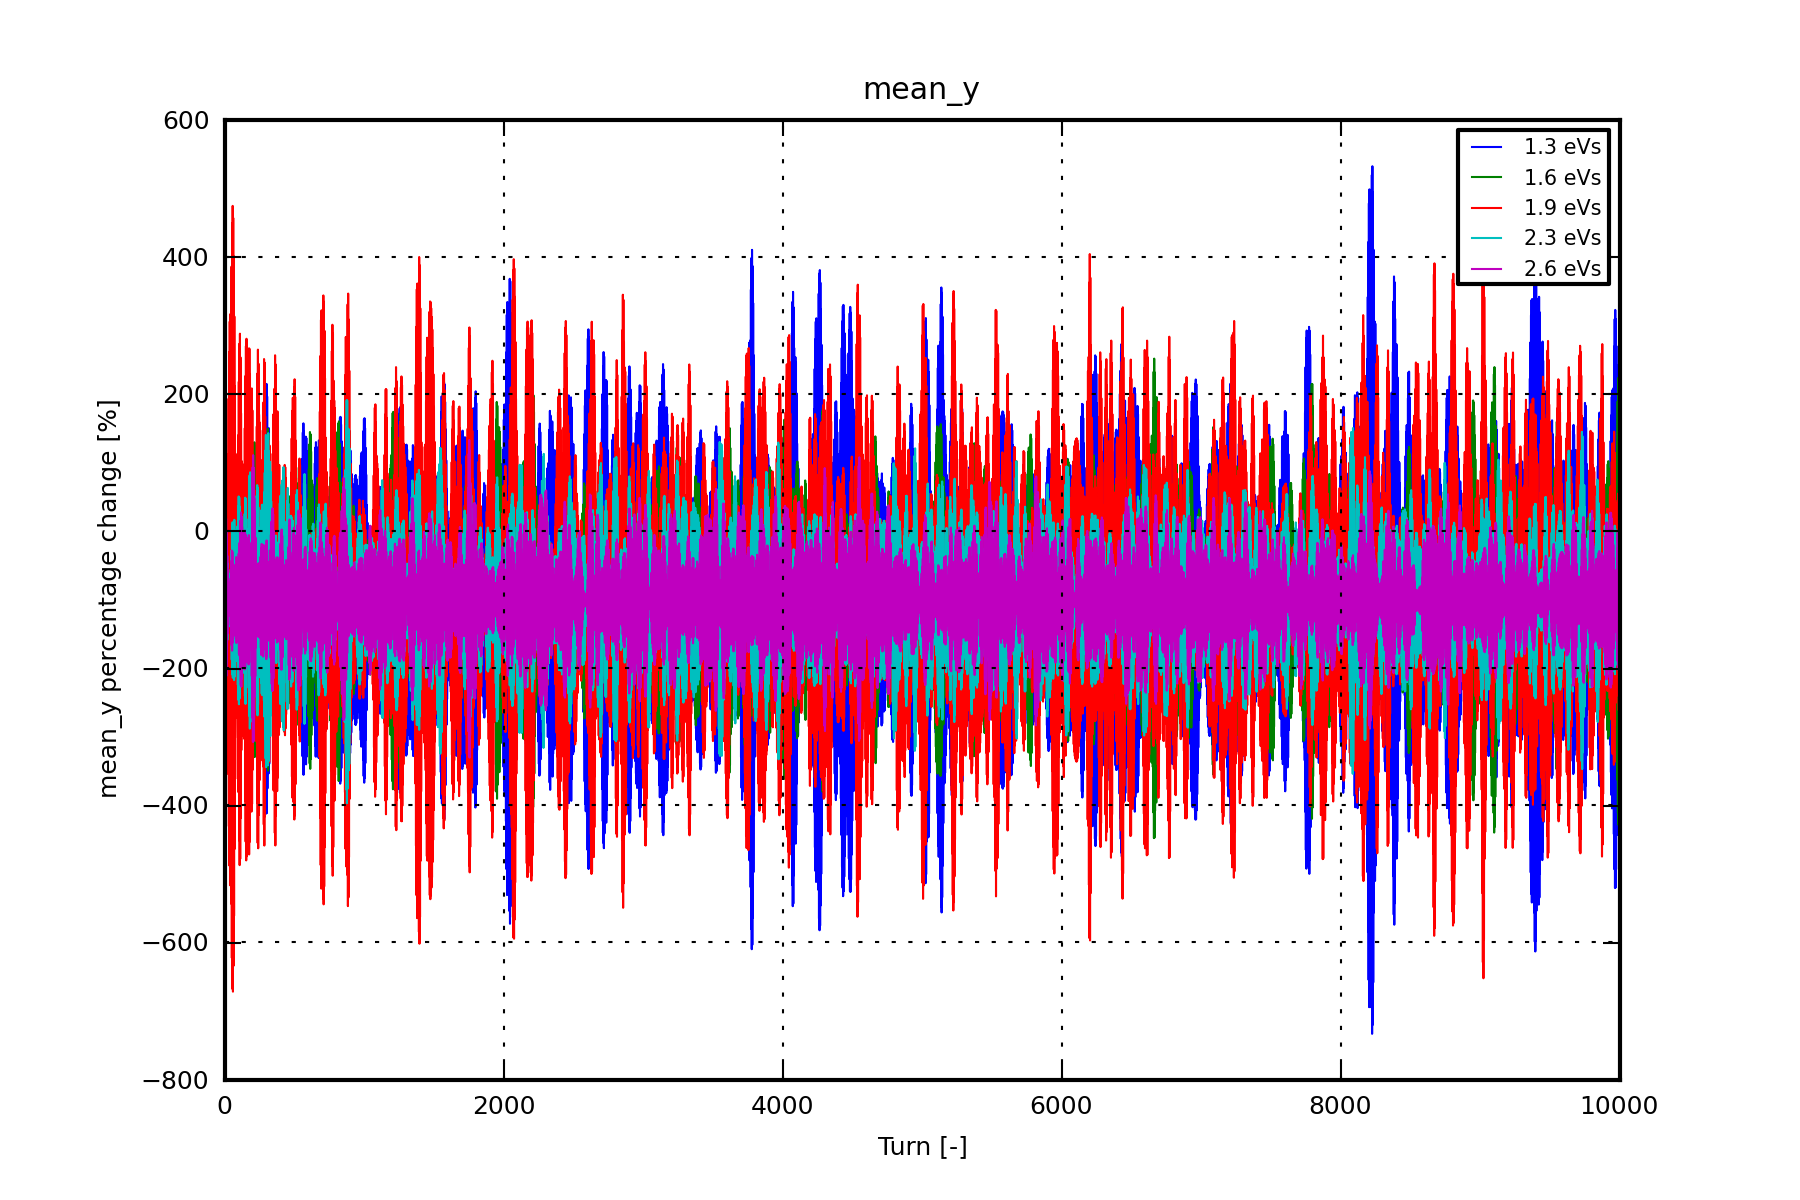 mean_y
600
400
200
0
−200
−400
−600
−800
mean_y percentage change [%]
1.3 eVs
1.6 eVs
1.9 eVs
2.3 eVs
2.6 eVs
0 2000 4000 6000 8000 10000
Turn [-]